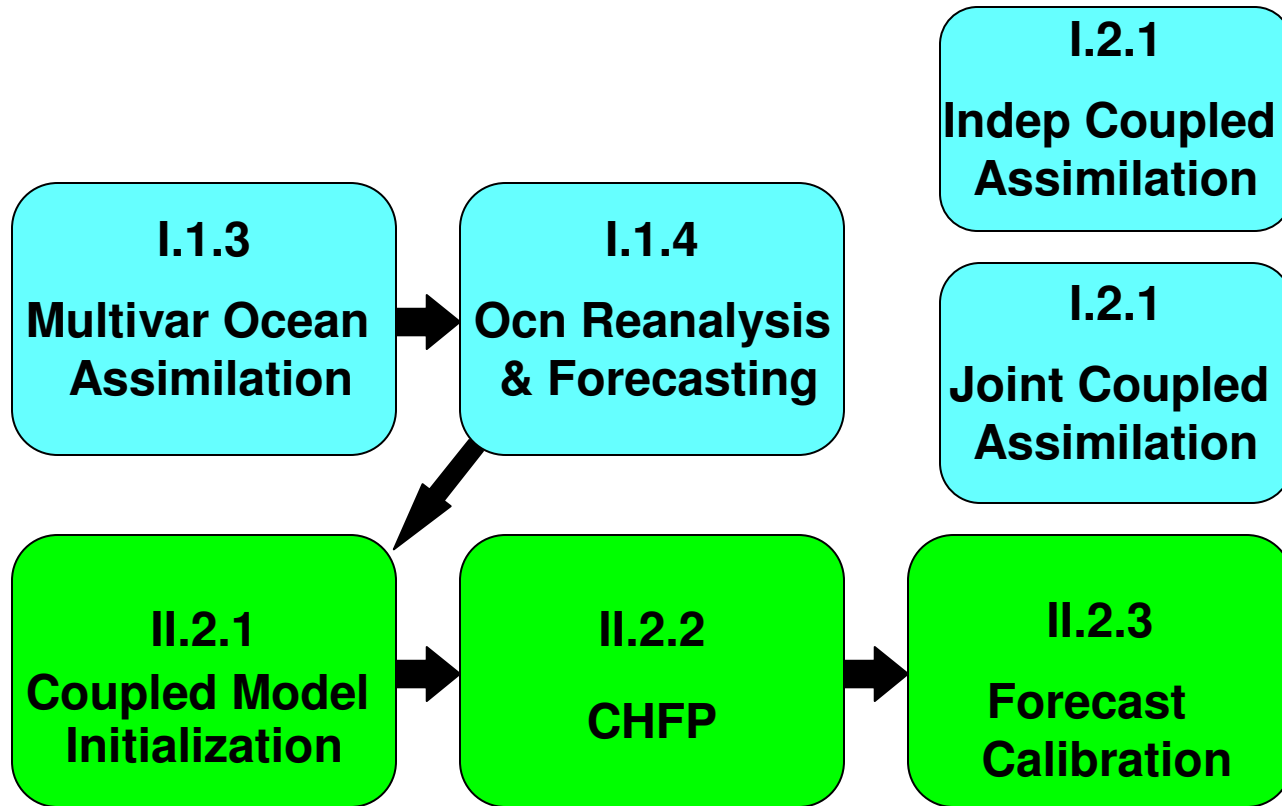 I.2.1
Indep Coupled
Assimilation
I.1.3
Multivar Ocean
Assimilation
I.1.4
Ocn Reanalysis
& Forecasting
I.2.1
Joint Coupled
Assimilation
II.2.1
Coupled Model
Initialization
II.2.2
CHFP
II.2.3
Forecast
Calibration